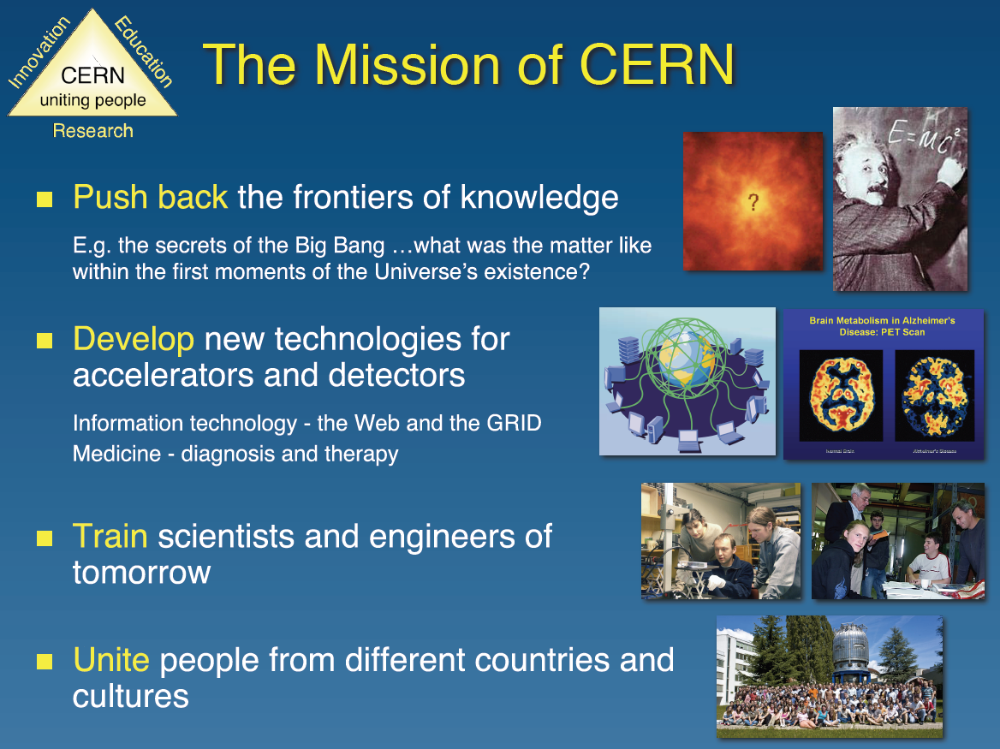 Innovation
Education
CERN
uniting people
Research
The Mission of CERN
E=MC²
?
Push back the frontiers of knowledge
E.g. the secrets of the Big Bang …what was the matter like
within the first moments of the Universe's existence?
Develop new technologies for
accelerators and detectors
Information technology - the Web and the GRID
Medicine - diagnosis and therapy
Brain Metabolism in Alzheimer's
Disease: PET Scan
Normal Brain
Alzheimer's Disease
Train scientists and engineers of
tomorrow
Unite people from different countries and
cultures